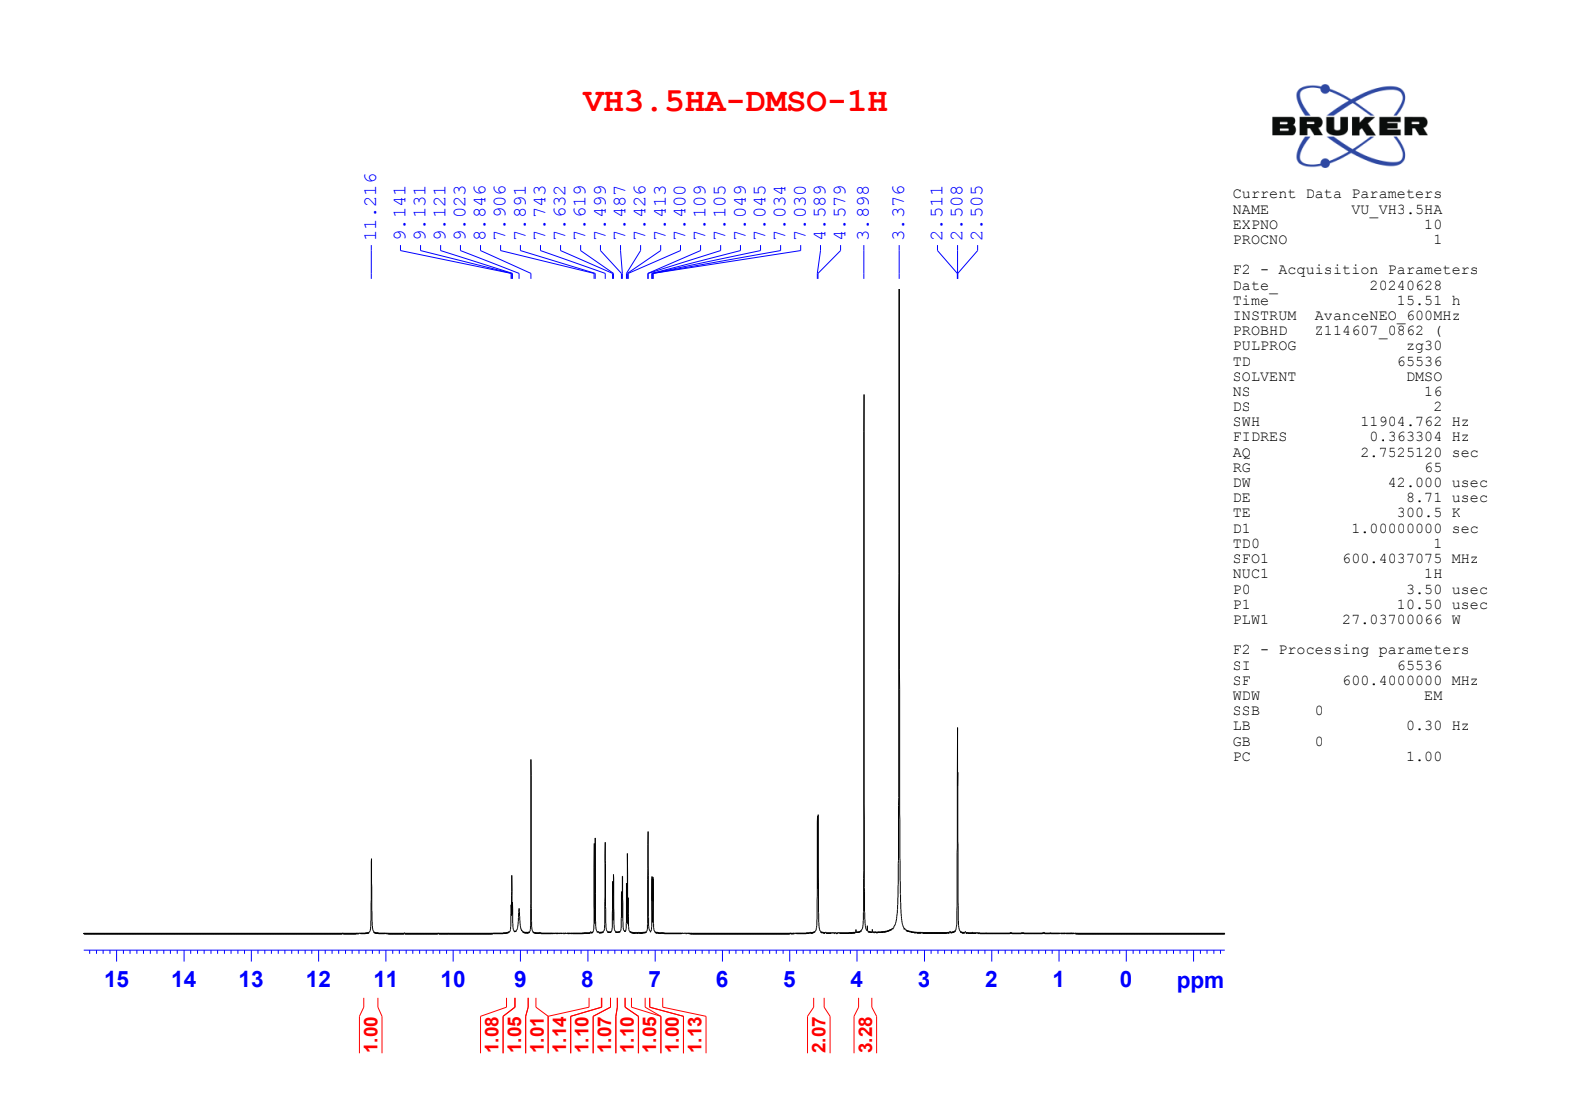 VH3.5HA-DMSO-1H
BRUKER
11.216
9.141
9.131
9.121
9.023
8.846
7.906
7.891
7.743
7.632
7.619
7.499
7.487
7.426
7.413
7.400
7.109
7.105
7.049
7.045
7.034
7.030
4.589
4.579
3.898
3.376
2.511
2.508
2.505
Current Data Parameters
NAME VU_VH3.5HA
EXPNO 10
PROCNO 1
F2 - Acquisition Parameters
Date_ 20240628
Time 15.51 h
INSTRUM AvanceNEO_600MHz
PROBHD Z114607_0862 (
PULPROG zg30
TD 65536
SOLVENT DMSO
NS 16
DS 2
SWH 11904.762 Hz
FIDRES 0.363304 Hz
AQ 2.7525120 sec
RG 65
DW 42.000 usec
DE 8.71 usec
TE 300.5 K
D1 1.00000000 sec
TD0 1
SFO1 600.4037075 MHz
NUC1 1H
P0 3.50 usec
P1 10.50 usec
PLW1 27.03700066 W
F2 - Processing parameters
SI 65536
SF 600.4000000 MHz
WDW EM
SSB 0
LB 0.30 Hz
GB 0
PC 1.00
15 14 13 12 11 10 9 8 7 6 5 4 3 2 1 0 ppm
1.00
1.08
1.05
1.01
1.14
1.10
1.07
1.10
1.05
1.00
1.13
2.07
3.28